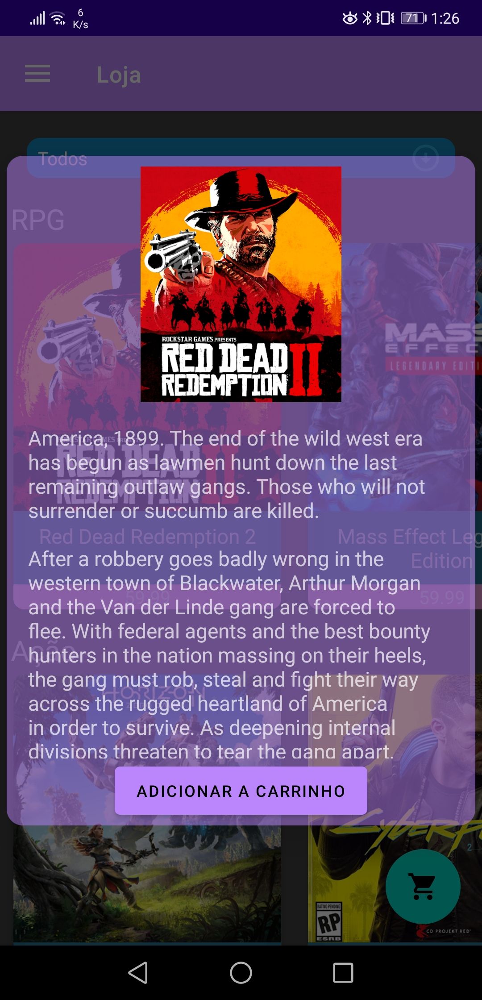 6
K/s
71 1:26
Loja
Todos
RPG
ROCKSTAR GAMES PRESENTS
RED DEAD
REDEMPTION II
MASS
EFFEC
LEGENDARY EDITI
RED DEAD
REDEMPTION II
America, 1899. The end of the wild west era
has begun as lawmen hunt down the last
remaining outlaw gangs. Those who will not
surrender or succumb are killed.
Red Dead Redemption 2
Mass Effect Leg
Edition
After a robbery goes badly wrong in the
western town of Blackwater, Arthur Morgan
and the Van der Linde gang are forced to
flee. With federal agents and the best bounty
hunters in the nation massing on their heels,
the gang must rob, steal and fight their way
across the rugged heartland of America
in order to survive. As deepening internal
divisions threaten to tear the gang apart,
59.99
59.99
Ação
HORIZON
ADICIONAR A CARRINHO
CYBERP
2
RATING PENDING
RP
ESRB
CD PROJEKT RED